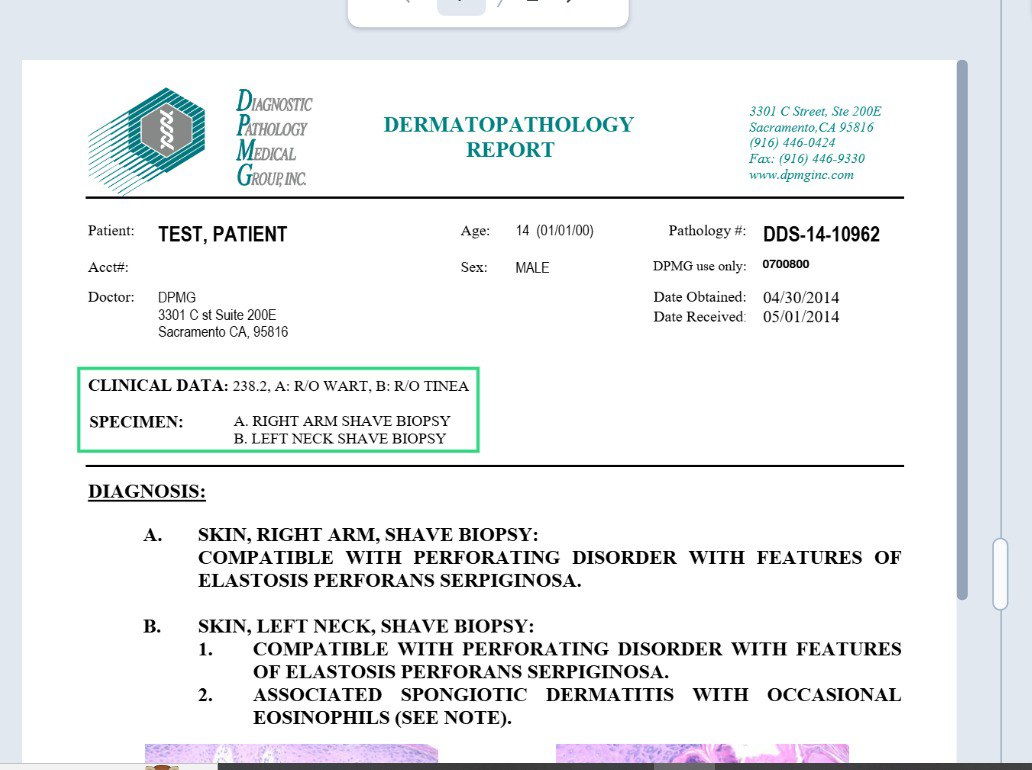 DIAGNOSTIC
PATHOLOGY
MEDICAL
GROUP, INC.
DERMATOPATHOLOGY
REPORT
3301 C Street, Ste 200E
Sacramento,CA 95816
(916) 446-0424
Fax: (916) 446-9330
www.dpmginc.com
Patient: TEST, PATIENT Age: 14 (01/01/00) Pathology #: DDS-14-10962
Acct#: Sex: MALE DPMG use only: 0700800
Doctor: DPMG Date Obtained: 04/30/2014
3301 C st Suite 200E Date Received: 05/01/2014
Sacramento CA, 95816
CLINICAL DATA: 238.2, A: R/O WART, B: R/O TINEA
SPECIMEN: A. RIGHT ARM SHAVE BIOPSY
B. LEFT NECK SHAVE BIOPSY
DIAGNOSIS:
A. SKIN, RIGHT ARM, SHAVE BIOPSY:
COMPATIBLE WITH PERFORATING DISORDER WITH FEATURES OF
ELASTOSIS PERFORANS SERPIGINOSA.
B. SKIN, LEFT NECK, SHAVE BIOPSY:
1. COMPATIBLE WITH PERFORATING DISORDER WITH FEATURES
OF ELASTOSIS PERFORANS SERPIGINOSA.
2. ASSOCIATED SPONGIOTIC DERMATITIS WITH OCCASIONAL
EOSINOPHILS (SEE NOTE).